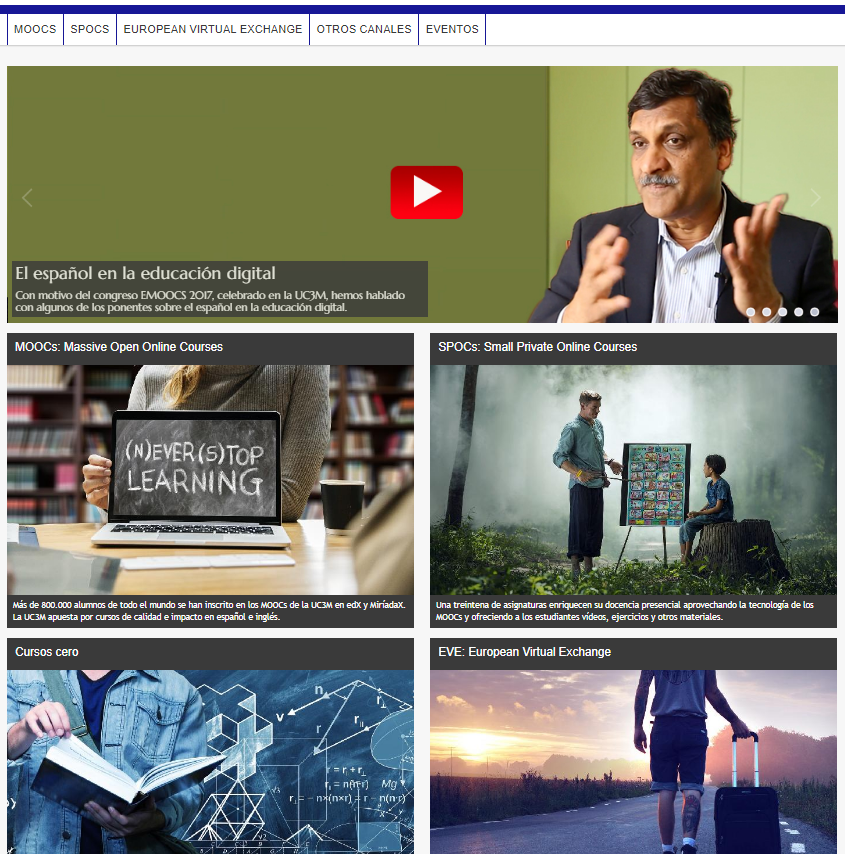 MOOCS SPOCS EUROPEAN VIRTUAL EXCHANGE OTROS CANALES EVENTOS
El español en la educación digital
Con motivo del congreso EMOOCS 2017, celebrado en la UC3M, hemos hablado
con algunos de los ponentes sobre el español en la educación digital.
MOOCs: Massive Open Online Courses
(N)EVER (S)TOP
LEARNING
Más de 800.000 alumnos de todo el mundo se han inscrito en los MOOCs de la UC3M en edX y MiríadaX.
La UC3M apuesta por cursos de calidad e impacto en español e inglés.
SPOCs: Small Private Online Courses
Una treintena de asignaturas enriquecen su docencia presencial aprovechando la tecnología de los
MOOCs y ofreciendo a los estudiantes vídeos, ejercicios y otros materiales.
Cursos cero
n
v
r
EVE: European Virtual Exchange